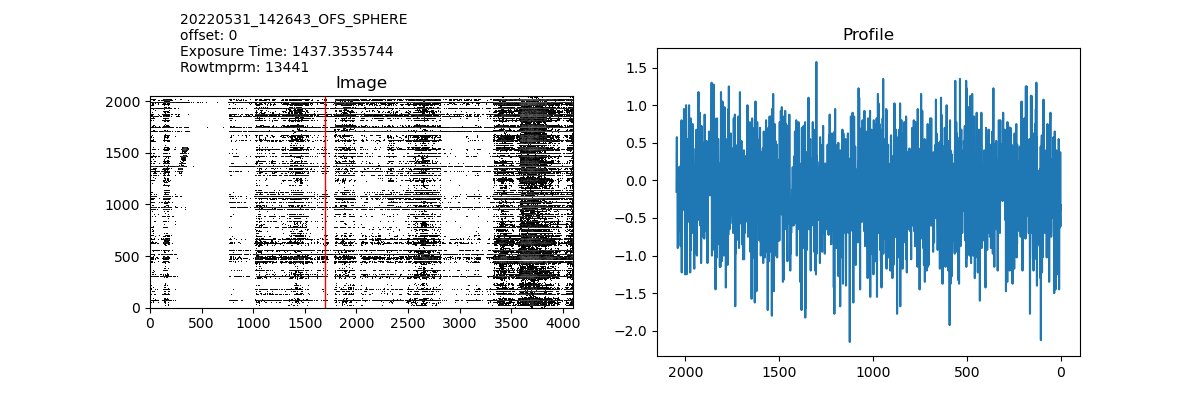 20220531_142643_OFS_SPHERE
offset: 0
Exposure Time: 1437.3535744
Rowtmprm: 13441
Image
2000
1500
1000
500
0
0 500 1000 1500 2000 2500 3000 3500 4000
Profile
1.5
1.0
0.5
0.0
−0.5
−1.0
−1.5
−2.0
2000 1500 1000 500 0